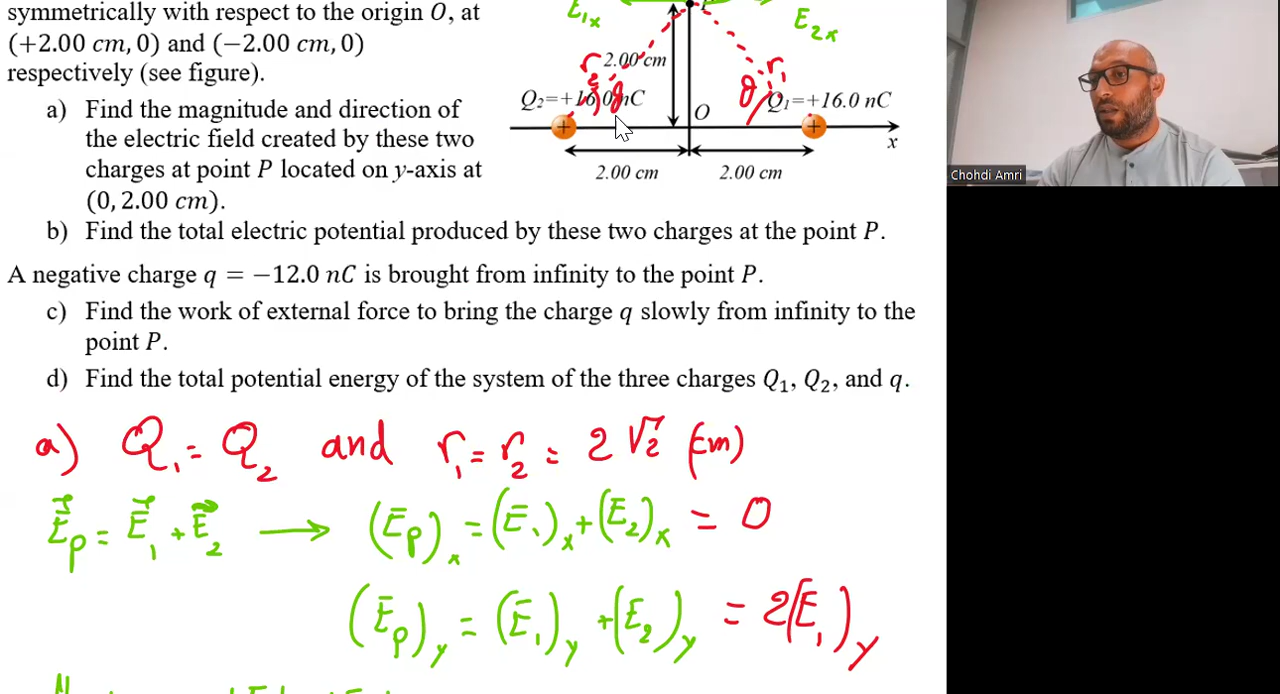 symmetrically with respect to the origin O, at
(+2.00 cm, 0) and (−2.00 cm, 0)
respectively (see figure).
a) Find the magnitude and direction of
the electric field created by these two
charges at point P located on y-axis at
(0, 2.00 cm).
E₁ₓ
E₂ₓ
2.00 cm
r₂
r₁
Q₂=+16.0 nC
θ
θ
O
Q₁=+16.0 nC
x
2.00 cm
2.00 cm
Chohdi Amri
b) Find the total electric potential produced by these two charges at the point P.
A negative charge q = −12.0 nC is brought from infinity to the point P.
c) Find the work of external force to bring the charge q slowly from infinity to the
point P.
d) Find the total potential energy of the system of the three charges Q₁, Q₂, and q.
a) Q₁ = Q₂ and r₁ = r₂ = 2√2 (cm)
E⃗p = E⃗₁ + E⃗₂ → (Ep)ₓ = (E₁)ₓ + (E₂)ₓ = 0
(Ep)y = (E₁)y + (E₂)y = 2(E₁)y